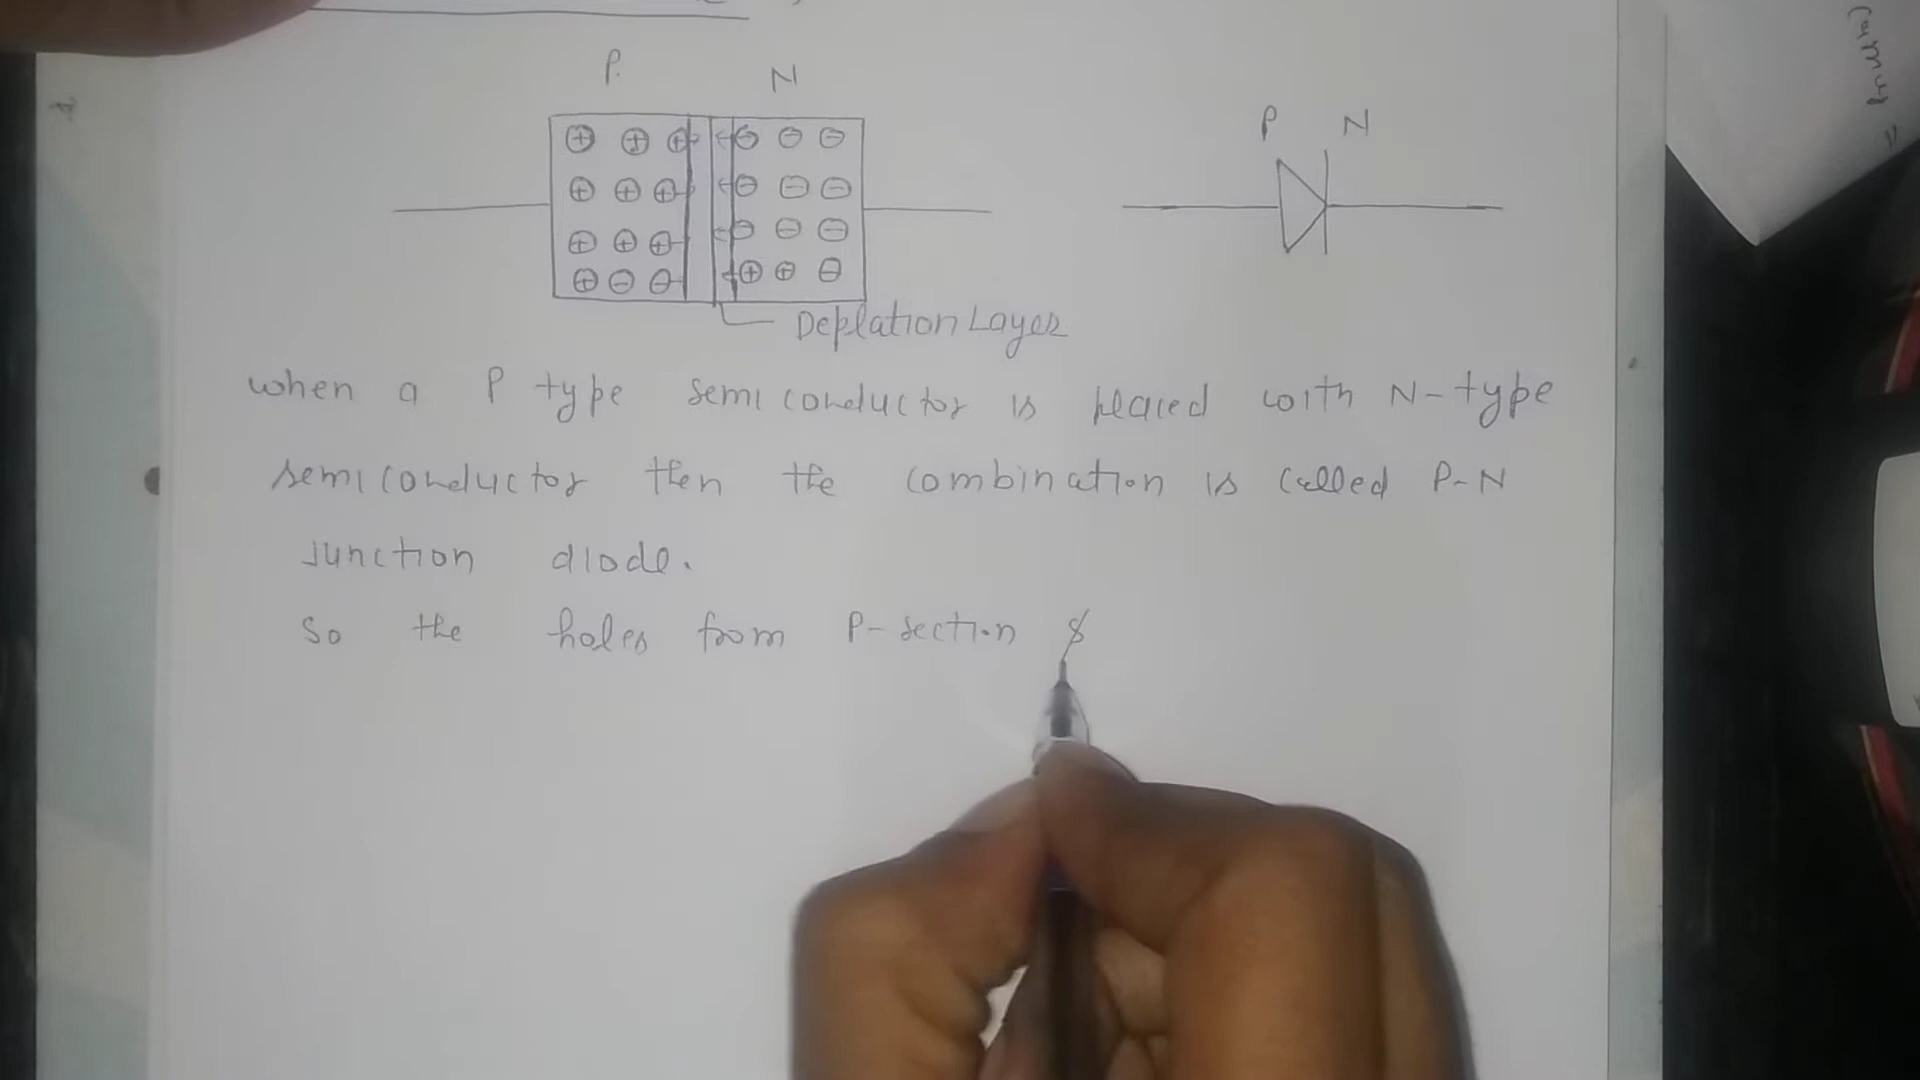 P N
P N
Deplation Layer
when a P type semiconductor is placed with N-type
semiconductor then the combination is called P-N
junction diode.
So the holes from P-section &